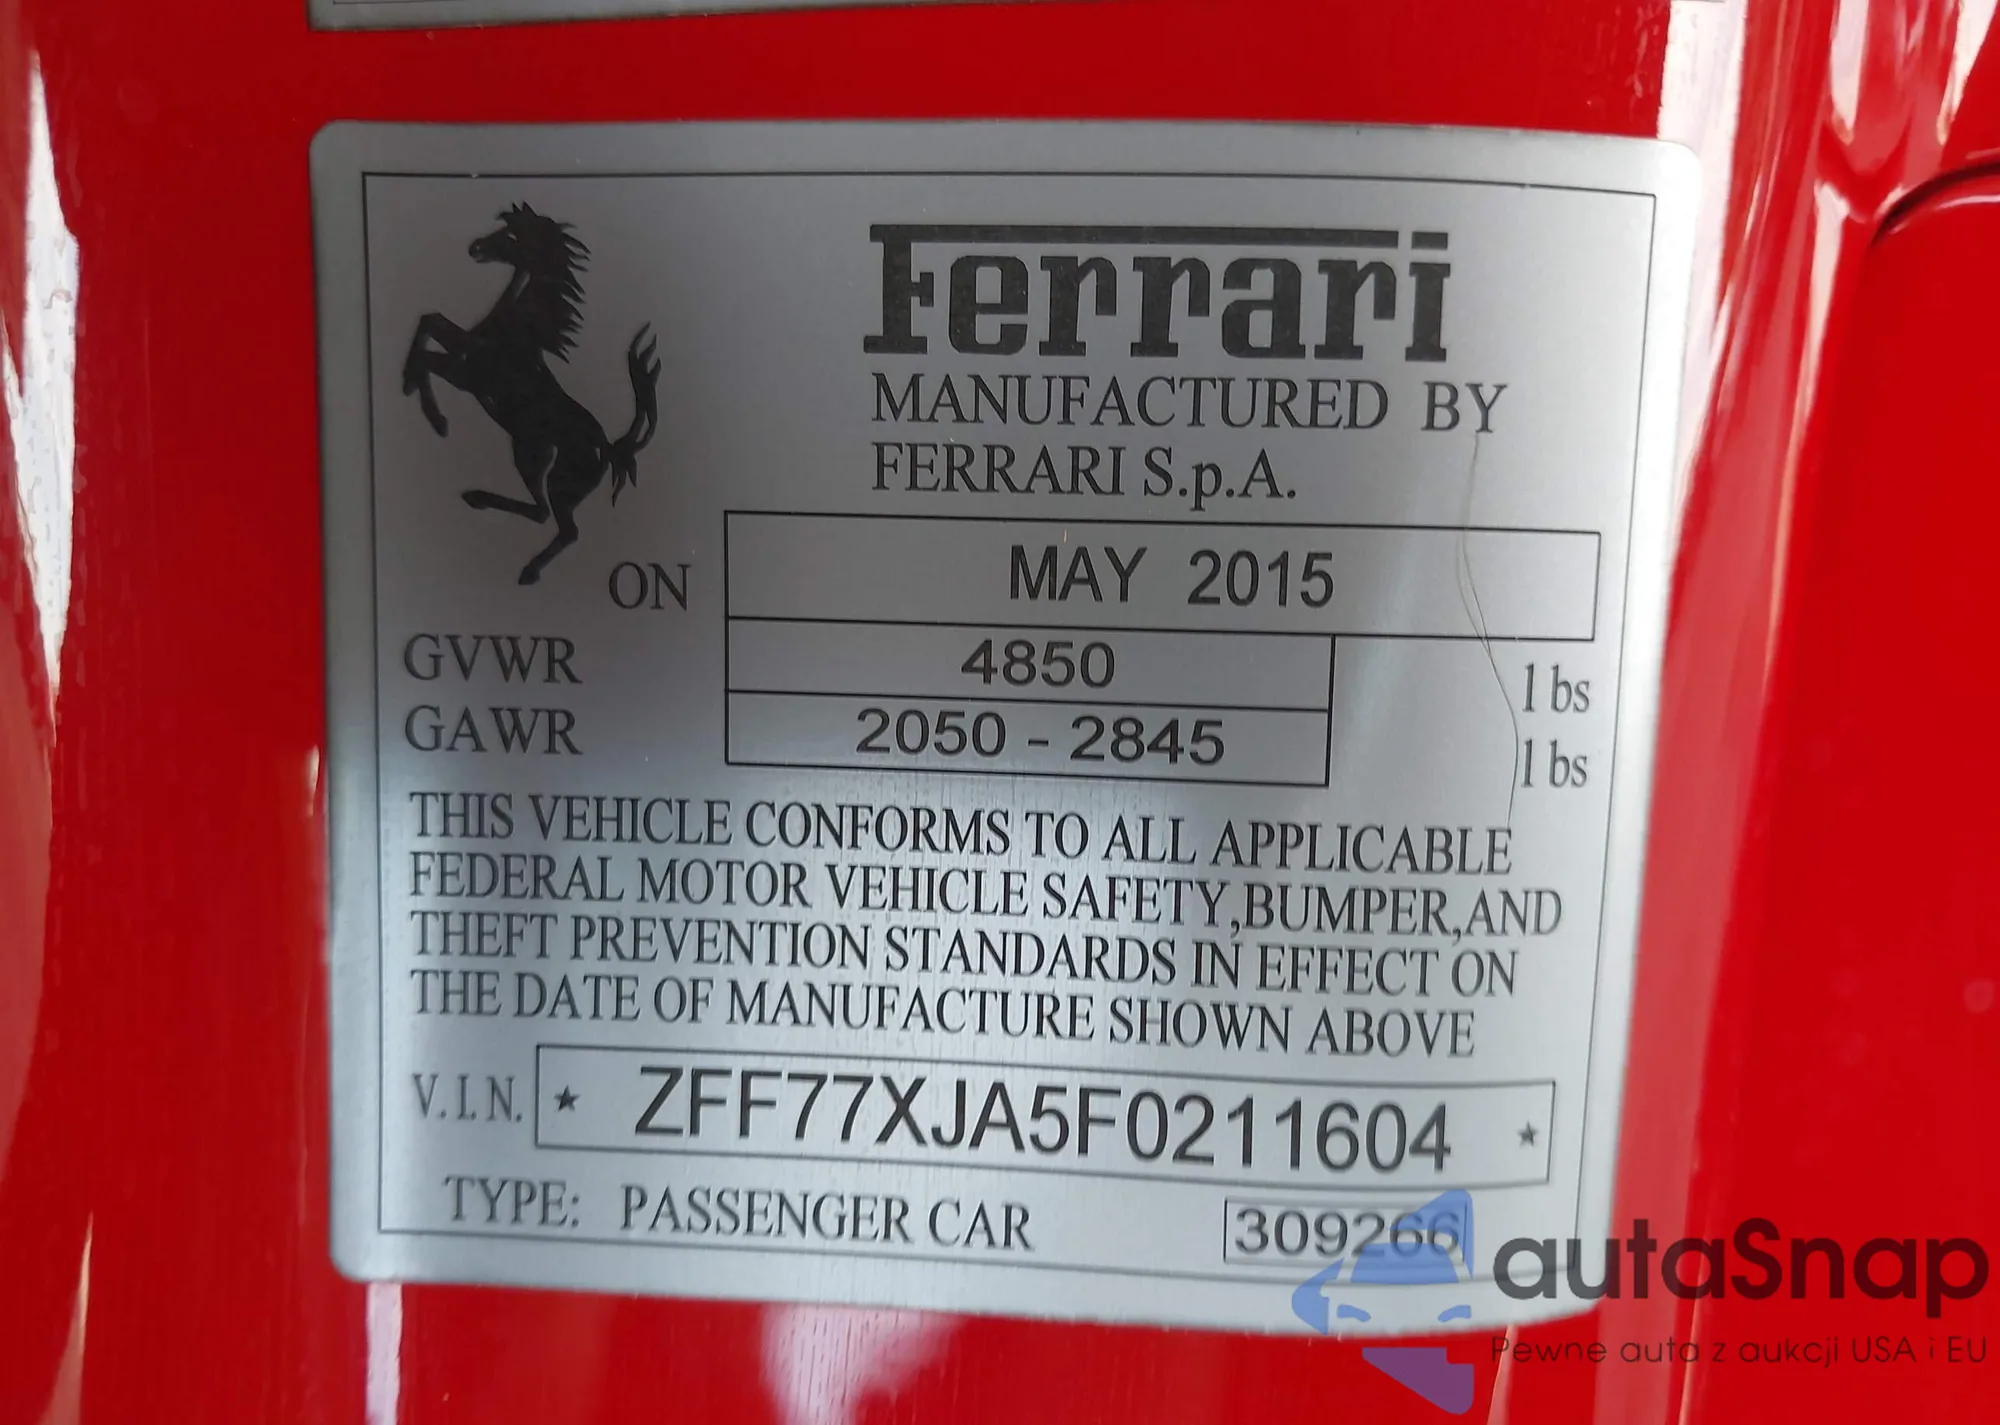 Ferrari
MANUFACTURED BY
FERRARI S.p.A.
ON MAY 2015
GVWR 4850 lbs
GAWR 2050 - 2845 lbs
THIS VEHICLE CONFORMS TO ALL APPLICABLE
FEDERAL MOTOR VEHICLE SAFETY,BUMPER,AND
THEFT PREVENTION STANDARDS IN EFFECT ON
THE DATE OF MANUFACTURE SHOWN ABOVE
V.I.N. ★ ZFF77XJA5F0211604 ★
TYPE: PASSENGER CAR 309266
autaSnap
Pewne auta z aukcji USA i EU